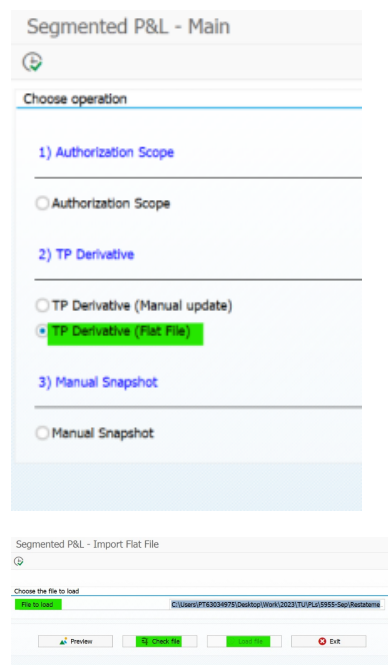 Segmented P&L - Main
Choose operation
1) Authorization Scope
Authorization Scope
2) TP Derivative
TP Derivative (Manual update)
TP Derivative (Flat File)
3) Manual Snapshot
Manual Snapshot
Segmented P&L - Import Flat File
Choose the file to load
File to load C:\Users\PT63034975\Desktop\Work\2023\TU\PLs\5955-Sep\Restateme
Preview Check file Load file Exit